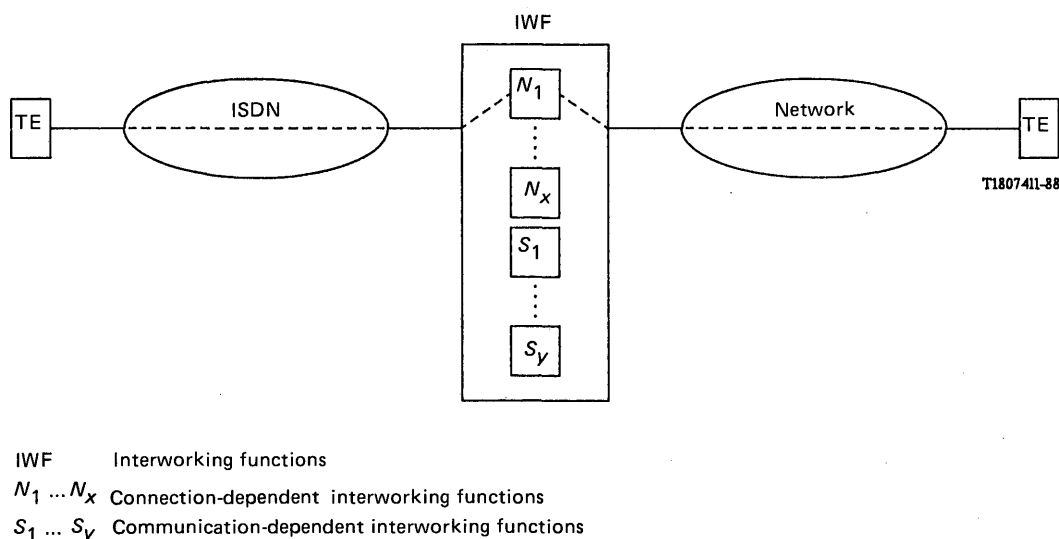 IWF
N1
TE
ISDN
Network
TE
T1807411-88
Nx
S1
Sy
IWF Interworking functions
N1 ... Nx Connection-dependent interworking functions
S1 ... Sy Communication-dependent interworking functions